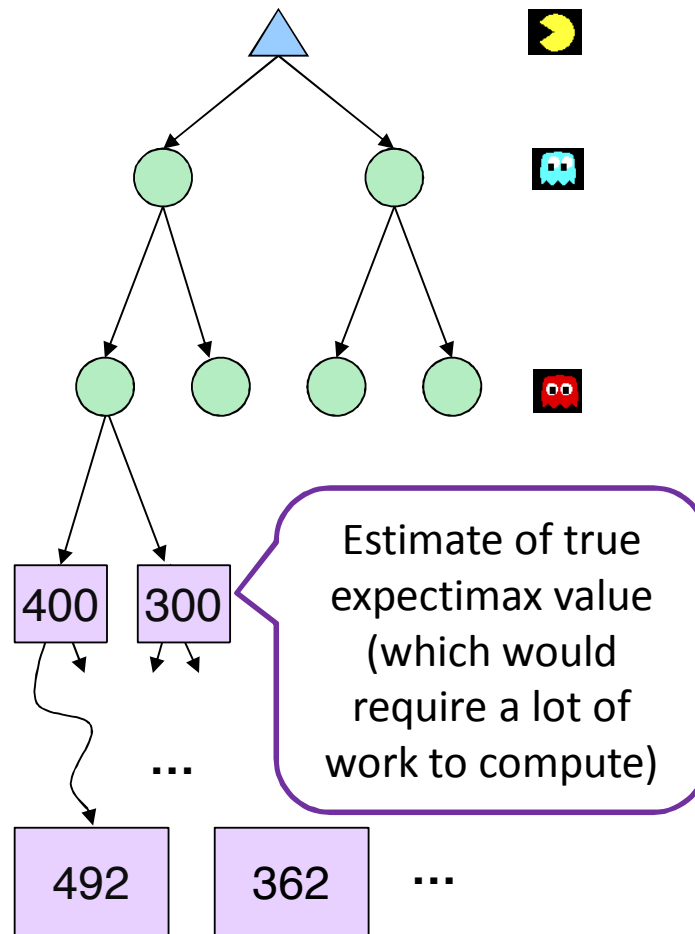 400 300
Estimate of true
expectimax value
(which would
require a lot of
work to compute)
...
492 362 ...